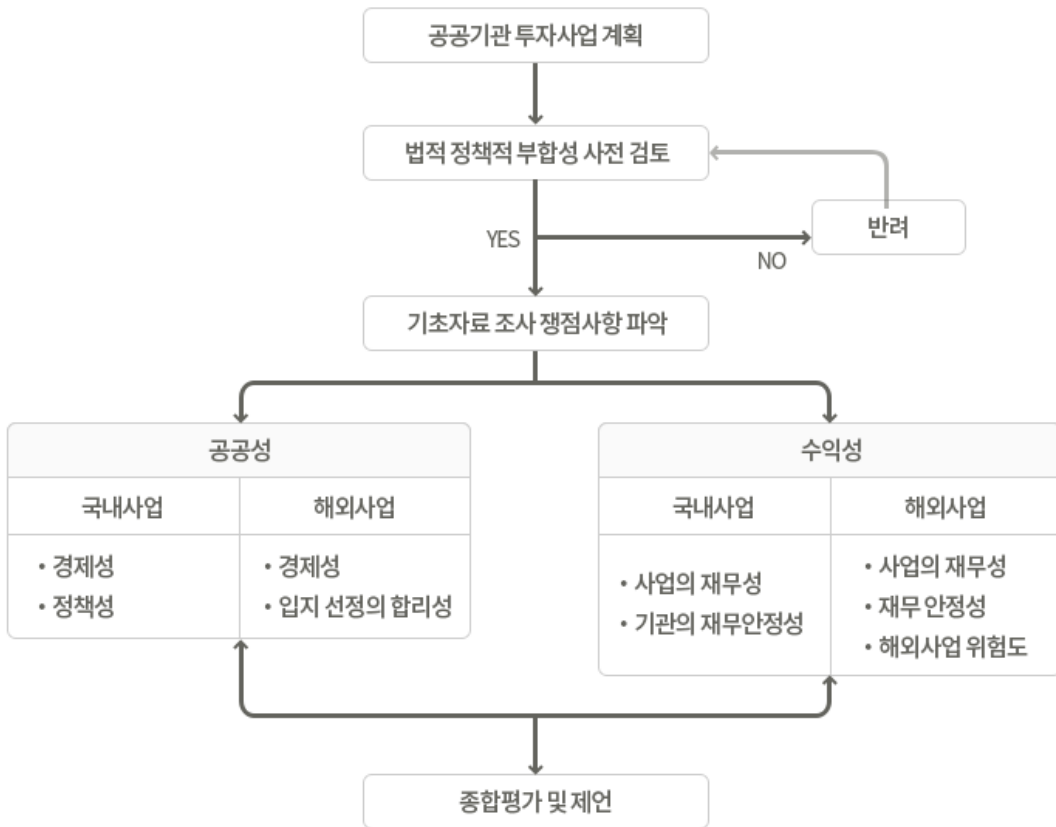 공공기관 투자사업 계획
법적 정책적 부합성 사전 검토
반려
YES
NO
기초자료 조사 쟁점사항 파악
공공성
국내사업
해외사업
• 경제성
• 정책성
• 경제성
• 입지 선정의 합리성
수익성
국내사업
해외사업
• 사업의 재무성
• 기관의 재무안정성
• 사업의 재무성
• 재무 안정성
• 해외사업 위험도
종합평가 및 제언